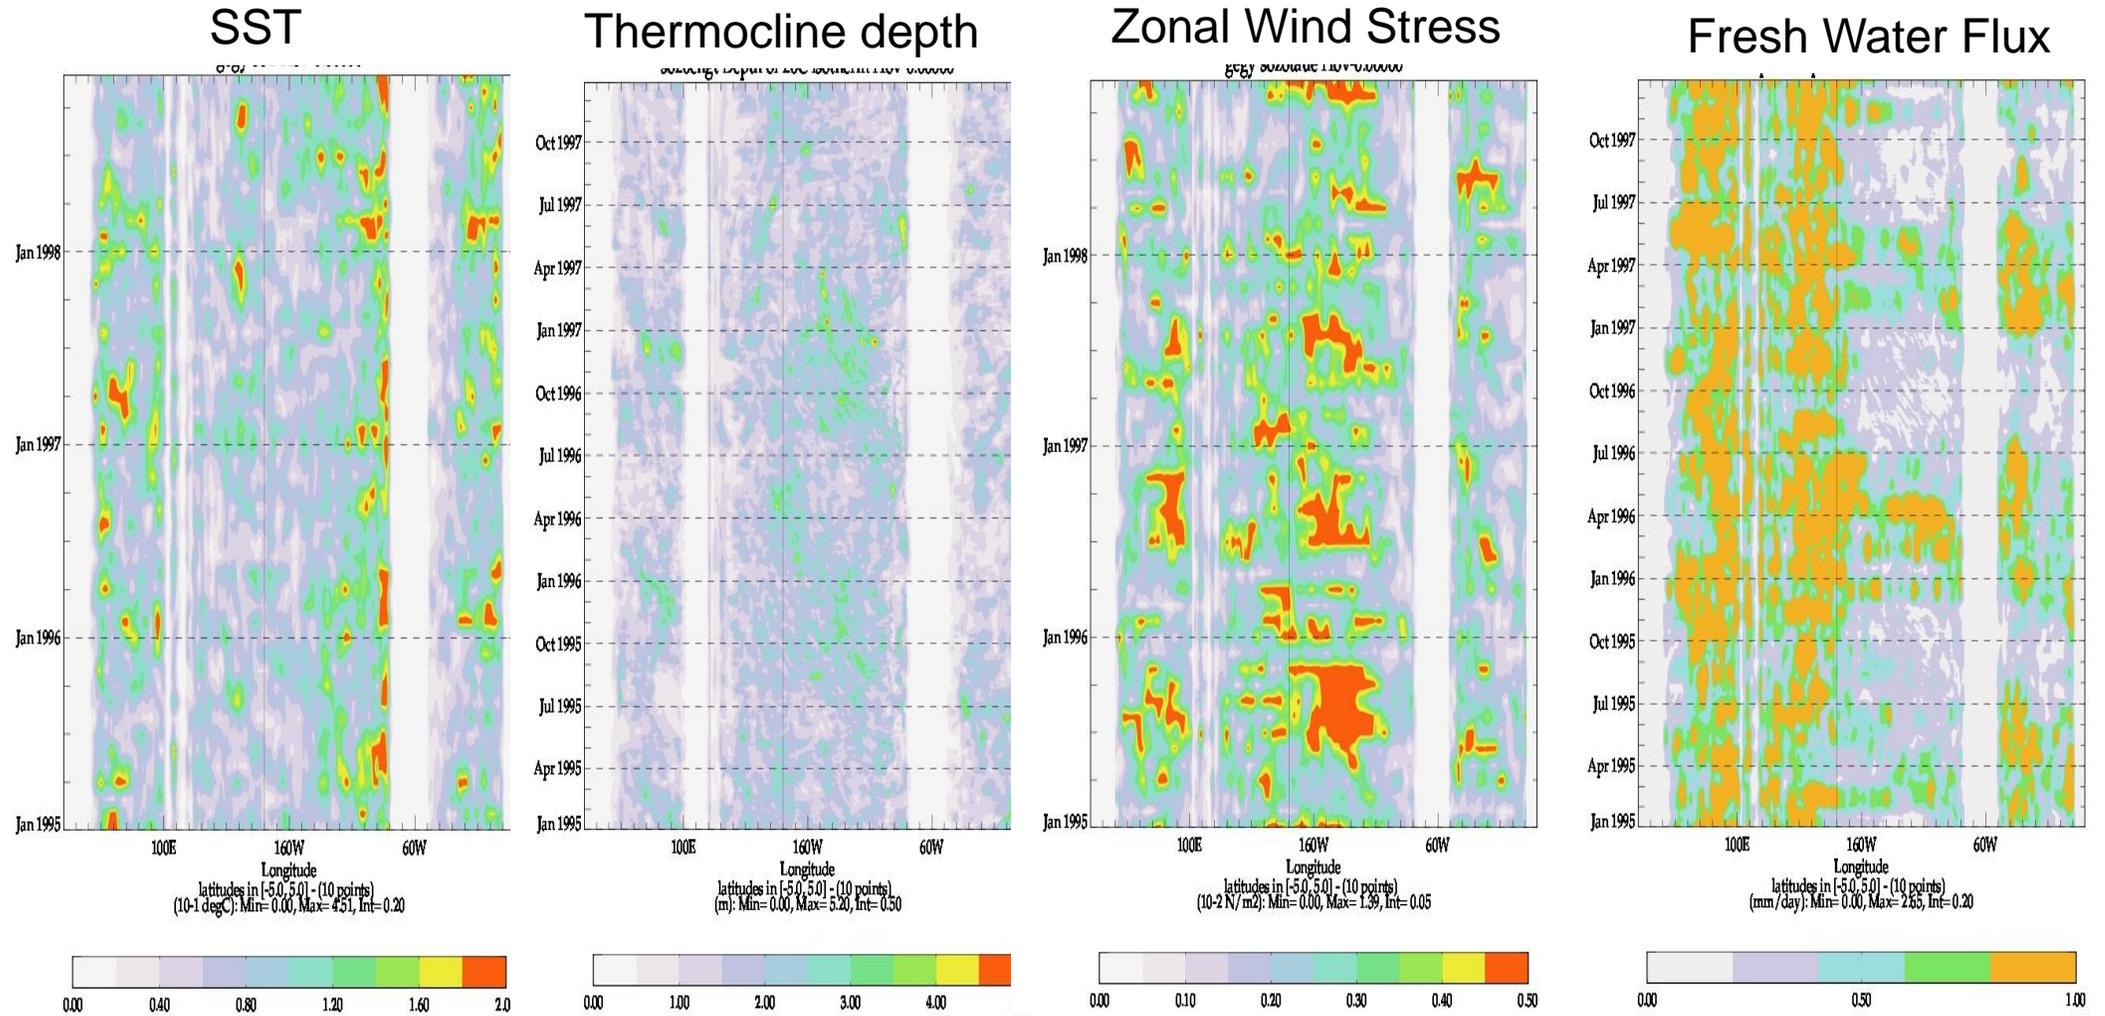 SST
Thermocline depth
Zonal Wind Stress
Fresh Water Flux
Jan 1998
Jan 1997
Jan 1996
Jan 1995
100E 160W 60W
Longitude
latitudes in [-5.0, 5.0] - (10 points)
(10-1 degC): Min= 0.00, Max= 4.51, Int= 0.20
0.00 0.40 0.80 1.20 1.60 2.0
Oct 1997
Jul 1997
Apr 1997
Jan 1997
Oct 1996
Jul 1996
Apr 1996
Jan 1996
Oct 1995
Jul 1995
Apr 1995
Jan 1995
100E 160W 60W
Longitude
latitudes in [-5.0, 5.0] - (10 points)
(m): Min= 0.00, Max= 5.20, Int= 0.50
0.00 1.00 2.00 3.00 4.00
Jan 1998
Jan 1997
Jan 1996
Jan 1995
100E 160W 60W
Longitude
latitudes in [-5.0, 5.0] - (10 points)
(10-2 N/m2): Min= 0.00, Max= 1.39, Int= 0.05
0.00 0.10 0.20 0.30 0.40 0.50
Oct 1997
Jul 1997
Apr 1997
Jan 1997
Oct 1996
Jul 1996
Apr 1996
Jan 1996
Oct 1995
Jul 1995
Apr 1995
Jan 1995
100E 160W 60W
Longitude
latitudes in [-5.0, 5.0] - (10 points)
(mm/day): Min= 0.00, Max= 2.65, Int= 0.20
0.00 0.50 1.00